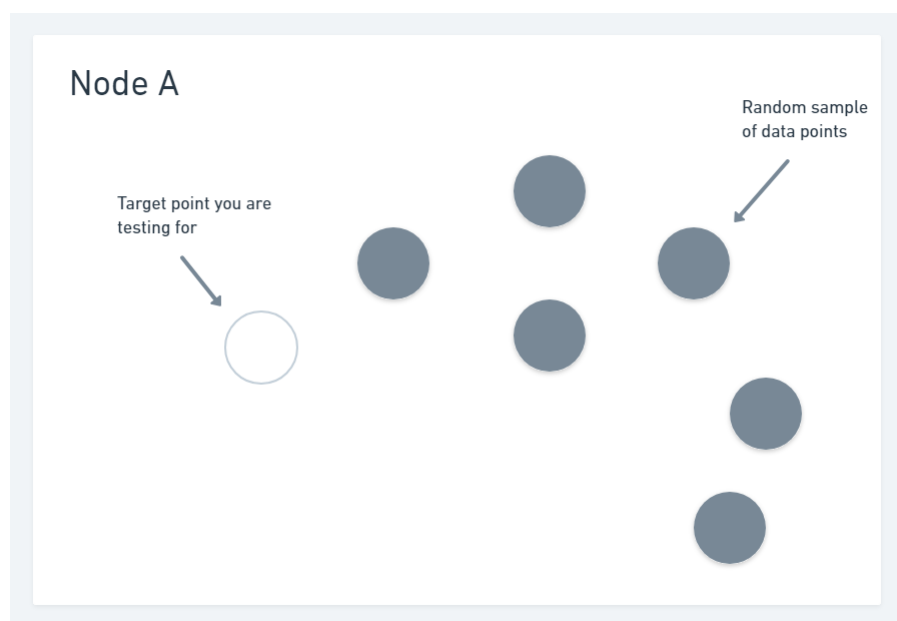 Node A
Random sample
of data points
Target point you are
testing for